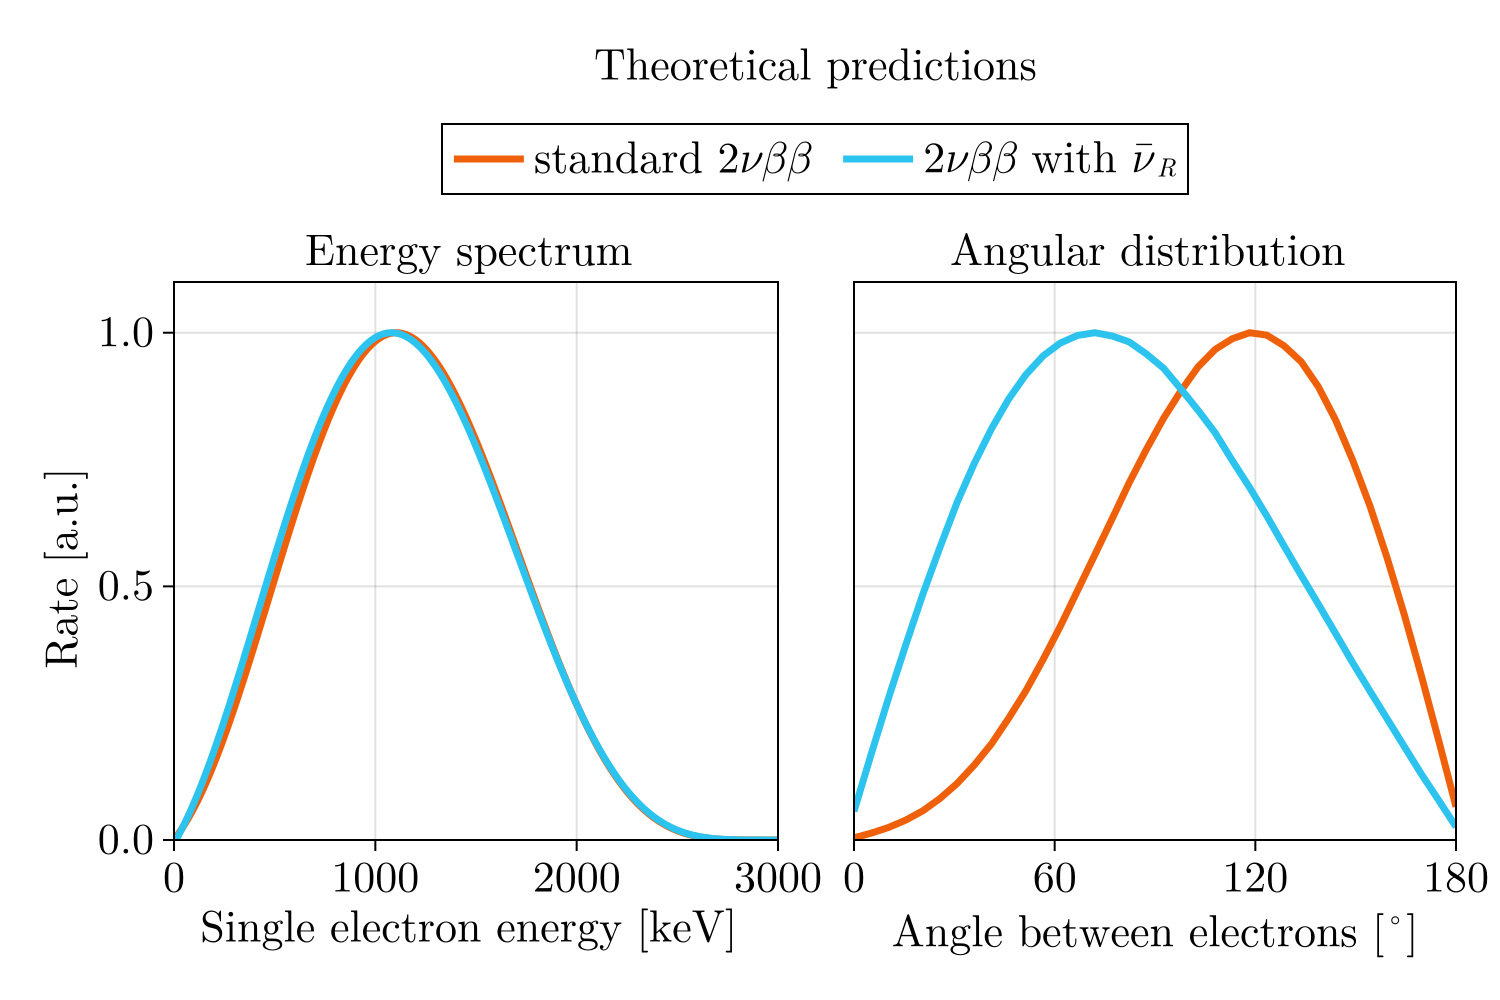 Theoretical predictions
standard 2νββ 2νββ with ν̄_R
Energy spectrum
Angular distribution
Rate [a.u.]
1.0
0.5
0.0
0 1000 2000 3000
0 60 120 180
Single electron energy [keV]
Angle between electrons [°]